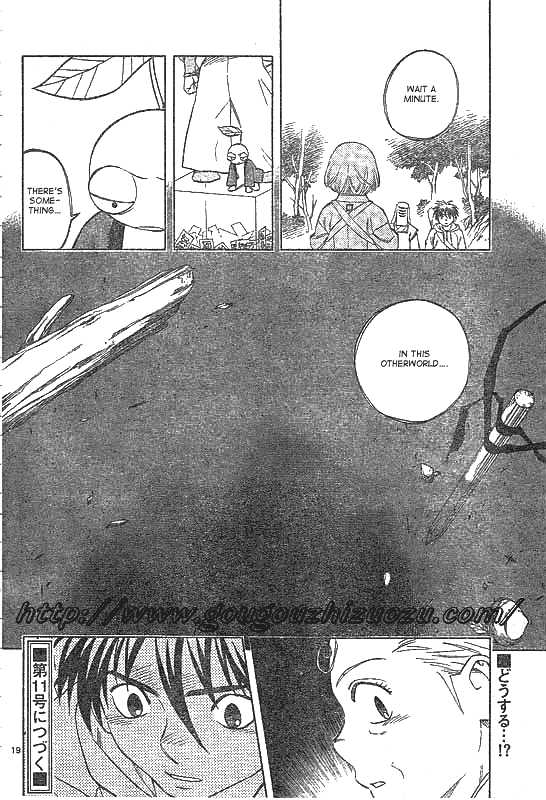 WAIT A
MINUTE.
THERE'S
SOME-
THING...
IN THIS
OTHERWORLD....
http://www.gougouzhizuozu.com/
■どうする…!?
■第11号につづく■
19